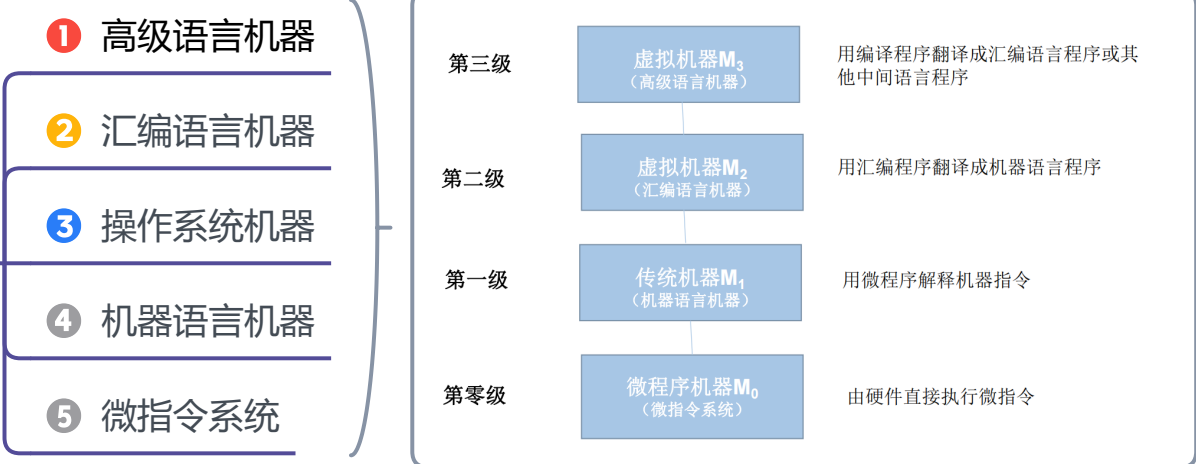 1 高级语言机器
2 汇编语言机器
3 操作系统机器
4 机器语言机器
5 微指令系统
第三级
虚拟机器M3
（高级语言机器）
用编译程序翻译成汇编语言程序或其
他中间语言程序
第二级
虚拟机器M2
（汇编语言机器）
用汇编程序翻译成机器语言程序
第一级
传统机器M1
（机器语言机器）
用微程序解释机器指令
第零级
微程序机器M0
（微指令系统）
由硬件直接执行微指令